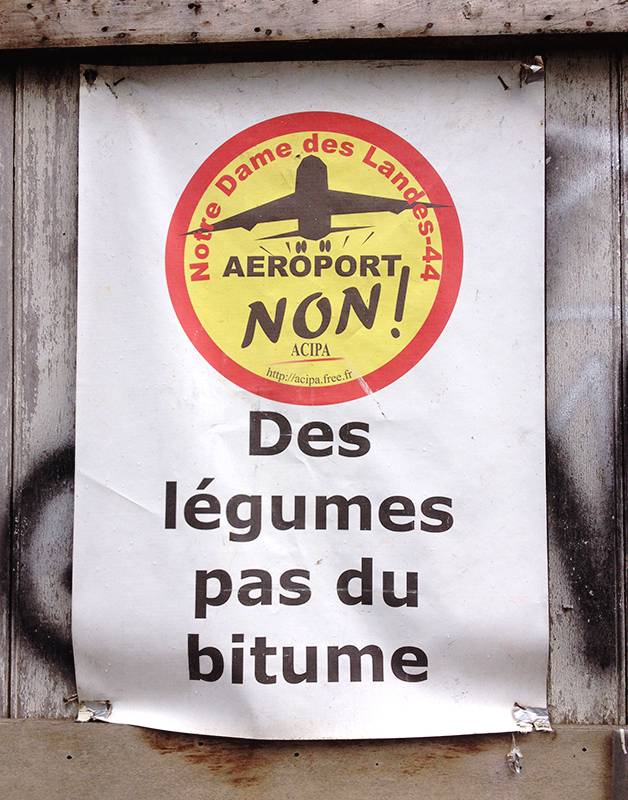 Notre Dame des Landes-44
AEROPORT
NON!
ACIPA
http://acipa.free.fr
Des
légumes
pas du
bitume